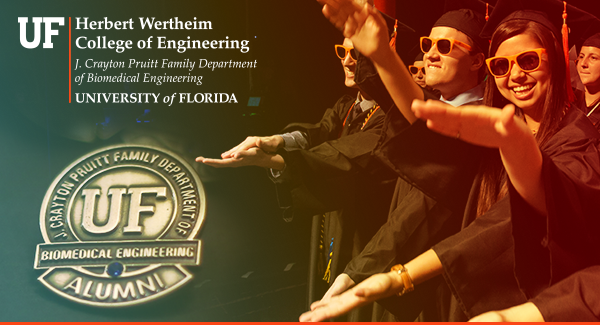 UF
Herbert Wertheim
College of Engineering
J. Crayton Pruitt Family Department
of Biomedical Engineering
UNIVERSITY of FLORIDA
J. CRAYTON PRUITT FAMILY DEPARTMENT OF
UF
BIOMEDICAL ENGINEERING
ALUMNI